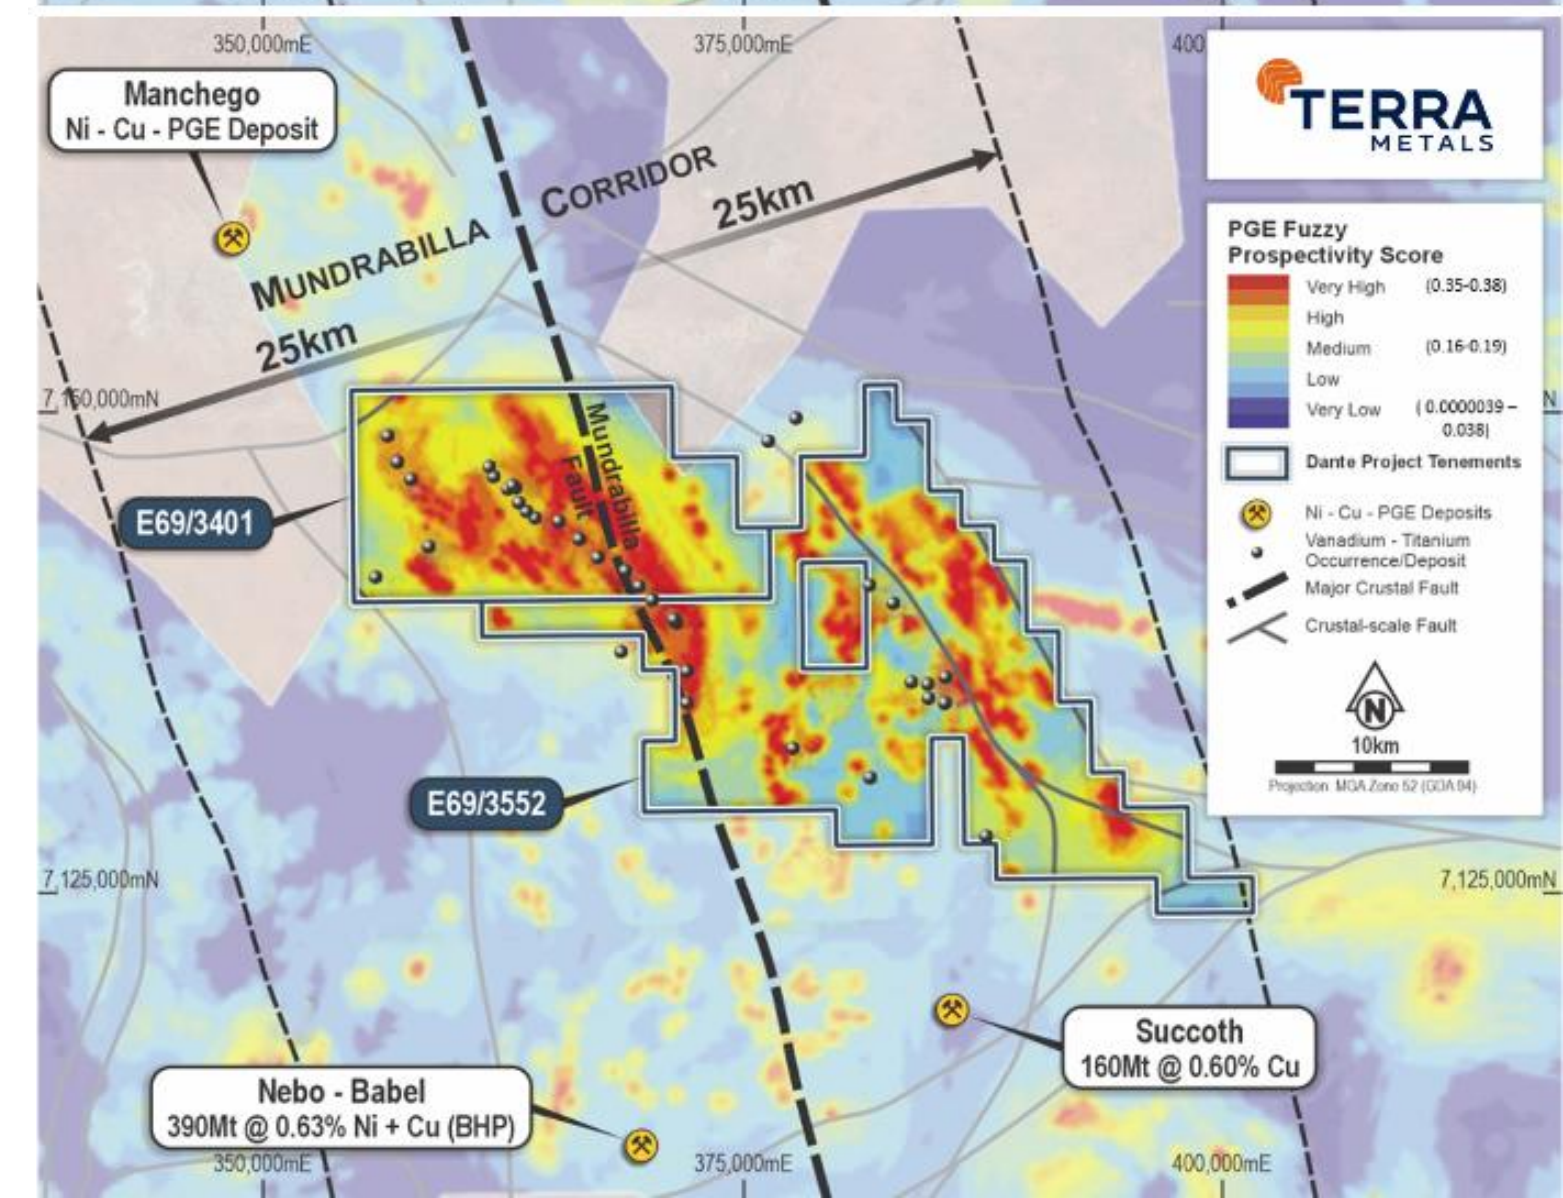 350,000mE
375,000mE
400
Manchego
Ni - Cu - PGE Deposit
TERRA
METALS
MUNDRABILLA
CORRIDOR
25km
25km
PGE Fuzzy
Prospectivity Score
Very High (0.35-0.38)
High
Medium (0.16-0.19)
Low
Very Low ( 0.0000039 –
0.038)
Dante Project Tenements
Ni - Cu - PGE Deposits
Vanadium - Titanium
Occurrence/Deposit
Major Crustal Fault
Crustal-scale Fault
N
10km
Projection: MGA Zone 52 (GDA 94)
7,150,000mN
N
Mundrabilla
Fault
E69/3401
E69/3552
7,125,000mN
7,125,000mN
Succoth
160Mt @ 0.60% Cu
Nebo - Babel
390Mt @ 0.63% Ni + Cu (BHP)
350,000mE
375,000mE
400,000mE